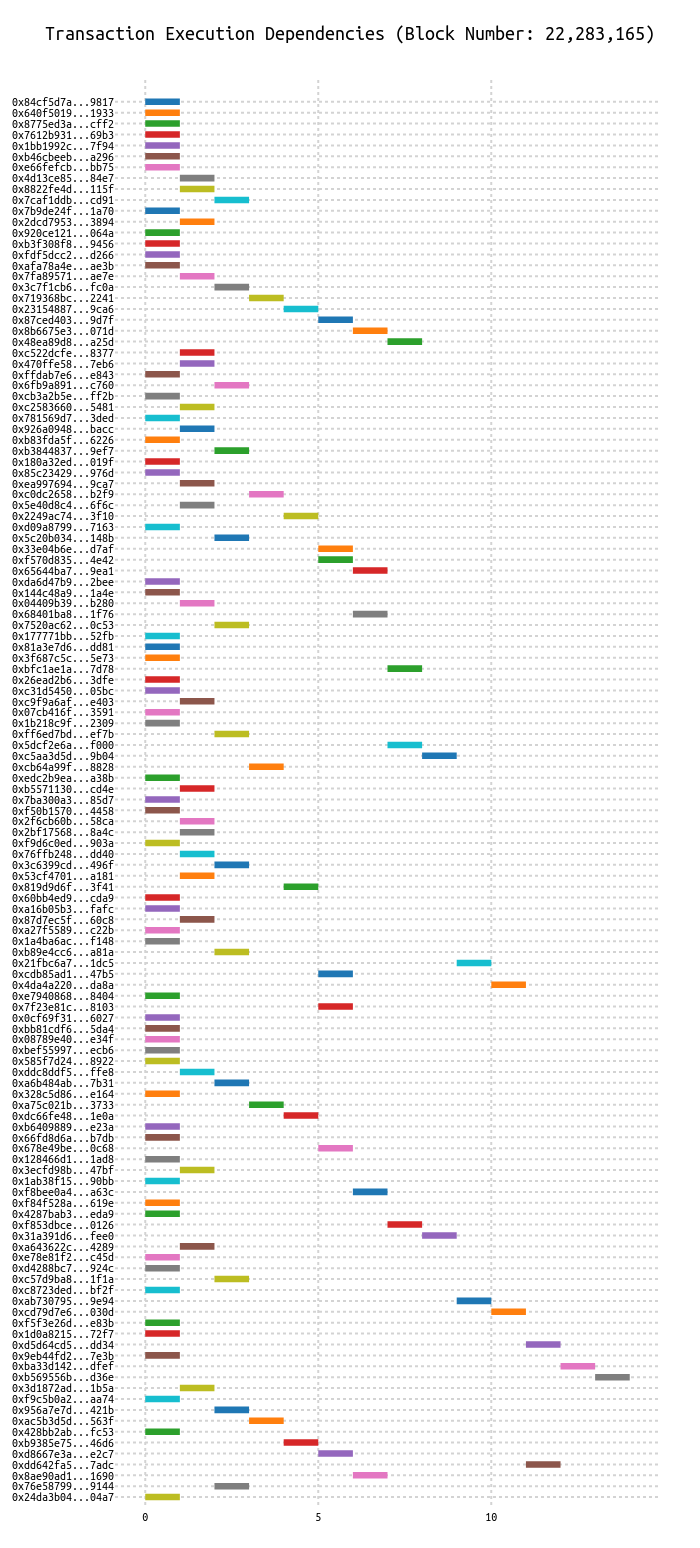 Transaction Execution Dependencies (Block Number: 22,283,165)
0x84cf5d7a...9817
0x640f5019...1933
0x8775ed3a...cff2
0x7612b931...69b3
0x1bb1992c...7f94
0xb46cbeeb...a296
0xe66fefcb...bb75
0x4d13ce85...84e7
0x8822fe4d...115f
0x7caf1ddb...cd91
0x7b9de24f...1a70
0x2dcd7953...3894
0x920ce121...064a
0xb3f308f8...9456
0xfdf5dcc2...d266
0xafa78a4e...ae3b
0x7fa89571...ae7e
0x3c7f1cb6...fc0a
0x719368bc...2241
0x23154887...9ca6
0x87ced403...9d7f
0x8b6675e3...071d
0x48ea89d8...a25d
0xc522dcfe...8377
0x470ffe58...7eb6
0xffdab7e6...e843
0x6fb9a891...c760
0xcb3a2b5e...ff2b
0xc2583660...5481
0x781569d7...3ded
0x926a0948...bacc
0xb83fda5f...6226
0xb3844837...9ef7
0x180a32ed...019f
0x85c23429...976d
0xea997694...9ca7
0xc0dc2658...b2f9
0x5e40d8c4...6f6c
0x2249ac74...3f10
0xd09a8799...7163
0x5c20b034...148b
0x33e04b6e...d7af
0xf570d835...4e42
0x65644ba7...9ea1
0xda6d47b9...2bee
0x144c48a9...1a4e
0x04409b39...b280
0x68401ba8...1f76
0x7520ac62...0c53
0x177771bb...52fb
0x81a3e7d6...dd81
0x3f687c5c...5e73
0xbfc1ae1a...7d78
0x26ead2b6...3dfe
0xc31d5450...05bc
0xc9f9a6af...e403
0x07cb416f...3591
0x1b218c9f...2309
0xff6ed7bd...ef7b
0x5dcf2e6a...f000
0xc5aa3d5d...9b04
0xcb64a99f...8828
0xedc2b9ea...a38b
0xb5571130...cd4e
0x7ba300a3...85d7
0xf50b1570...4458
0x2f6cb60b...58ca
0x2bf17568...8a4c
0xf9d6c0ed...903a
0x76ffb248...dd40
0x3c6399cd...496f
0x53cf4701...a181
0x819d9d6f...3f41
0x60bb4ed9...cda9
0xa16b05b3...fafc
0x87d7ec5f...60c8
0xa27f5589...c22b
0x1a4ba6ac...f148
0xb89e4cc6...a81a
0x21fbc6a7...1dc5
0xcdb85ad1...47b5
0x4da4a220...da8a
0xe7940868...8404
0x7f23e81c...8103
0x0cf69f31...6027
0xbb81cdf6...5da4
0x08789e40...e34f
0xbef55997...ecb6
0x585f7d24...8922
0xddc8ddf5...ffe8
0xa6b484ab...7b31
0x328c5d86...e164
0xa75c021b...3733
0xdc66fe48...1e0a
0xb6409889...e23a
0x66fd8d6a...b7db
0x678e49be...0c68
0x128466d1...1ad8
0x3ecfd98b...47bf
0x1ab38f15...90bb
0xf8bee0a4...a63c
0xf84f528a...619e
0x4287bab3...eda9
0xf853dbce...0126
0x31a391d6...fee0
0xa643622c...4289
0xe78e81f2...c45d
0xd4288bc7...924c
0xc57d9ba8...1f1a
0xc8723ded...bf2f
0xab730795...9e94
0xcd79d7e6...030d
0xf5f3e26d...e83b
0x1d0a8215...72f7
0xd5d64cd5...dd34
0x9eb44fd2...7e3b
0xba33d142...dfef
0xb569556b...d36e
0x3d1872ad...1b5a
0xf9c5b0a2...aa74
0x956a7e7d...421b
0xac5b3d5d...563f
0x428bb2ab...fc53
0xb9385e75...46d6
0xd8667e3a...e2c7
0xdd642fa5...7adc
0x8ae90ad1...1690
0x76e58799...9144
0x24da3b04...04a7
0 5 10